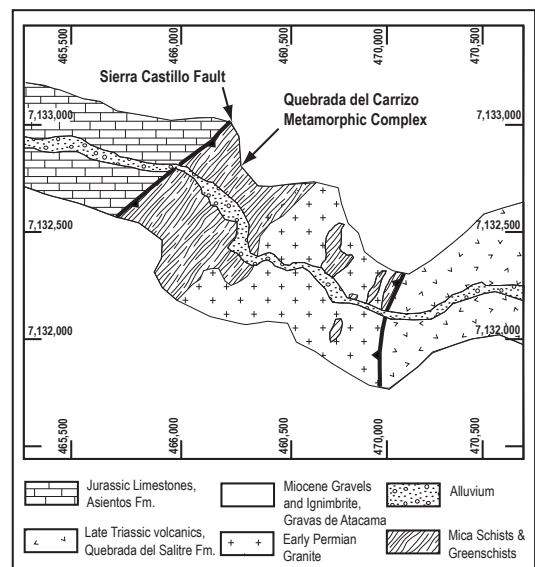 465,500
466,000
460,500
470,000
470,500
Sierra Castillo Fault
Quebrada del Carrizo
Metamorphic Complex
7,133,000
7,133,000
7,132,500
7,132,500
7,132,000
7,132,000
465,500
466,000
460,500
470,000
470,500
Jurassic Limestones,
Asientos Fm.
Miocene Gravels
and Ignimbrite,
Gravas de Atacama
Alluvium
Late Triassic volcanics,
Quebrada del Salitre Fm.
Early Permian
Granite
Mica Schists &
Greenschists